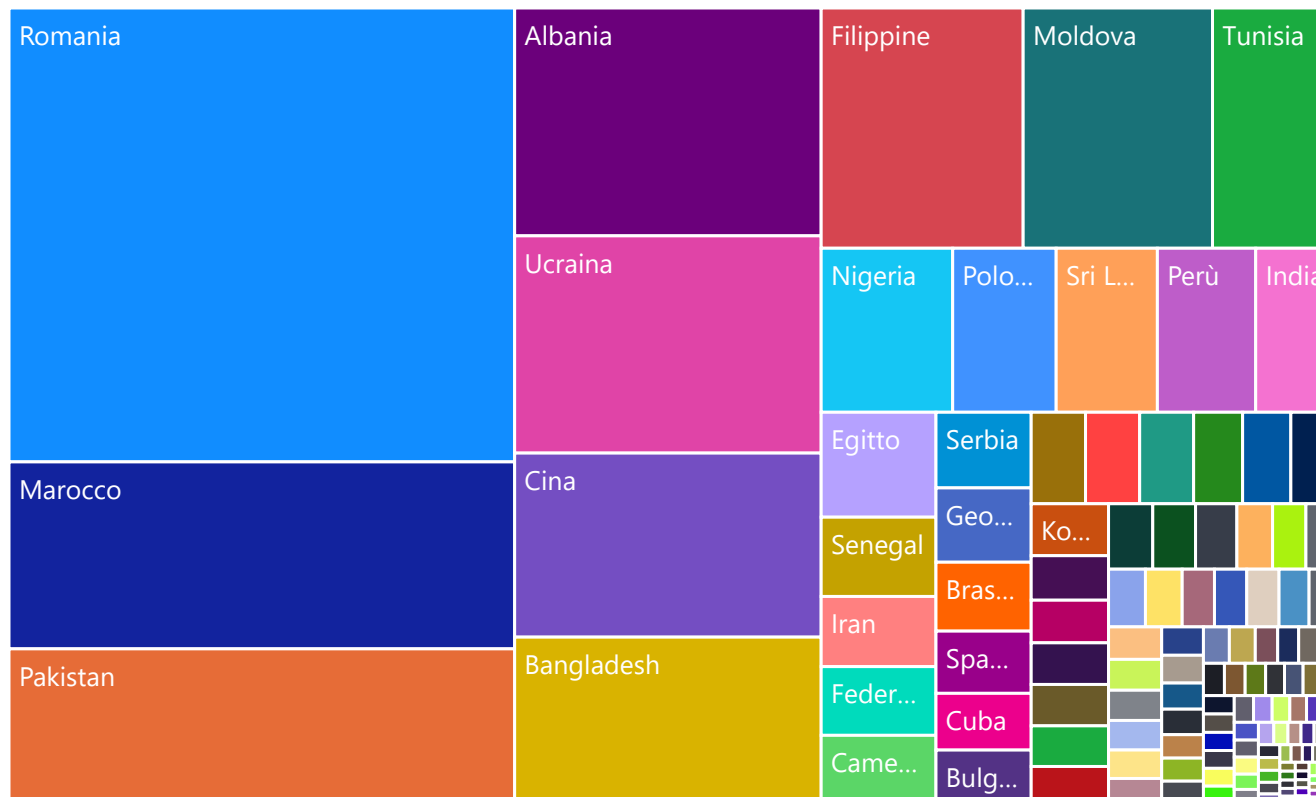 Romania
Albania
Filippine
Moldova
Tunisia
Ucraina
Nigeria
Polo...
Sri L...
Perù
India
Egitto
Serbia
Marocco
Cina
Geo...
Ko...
Senegal
Bras...
Iran
Pakistan
Bangladesh
Spa...
Feder...
Cuba
Came...
Bulg...